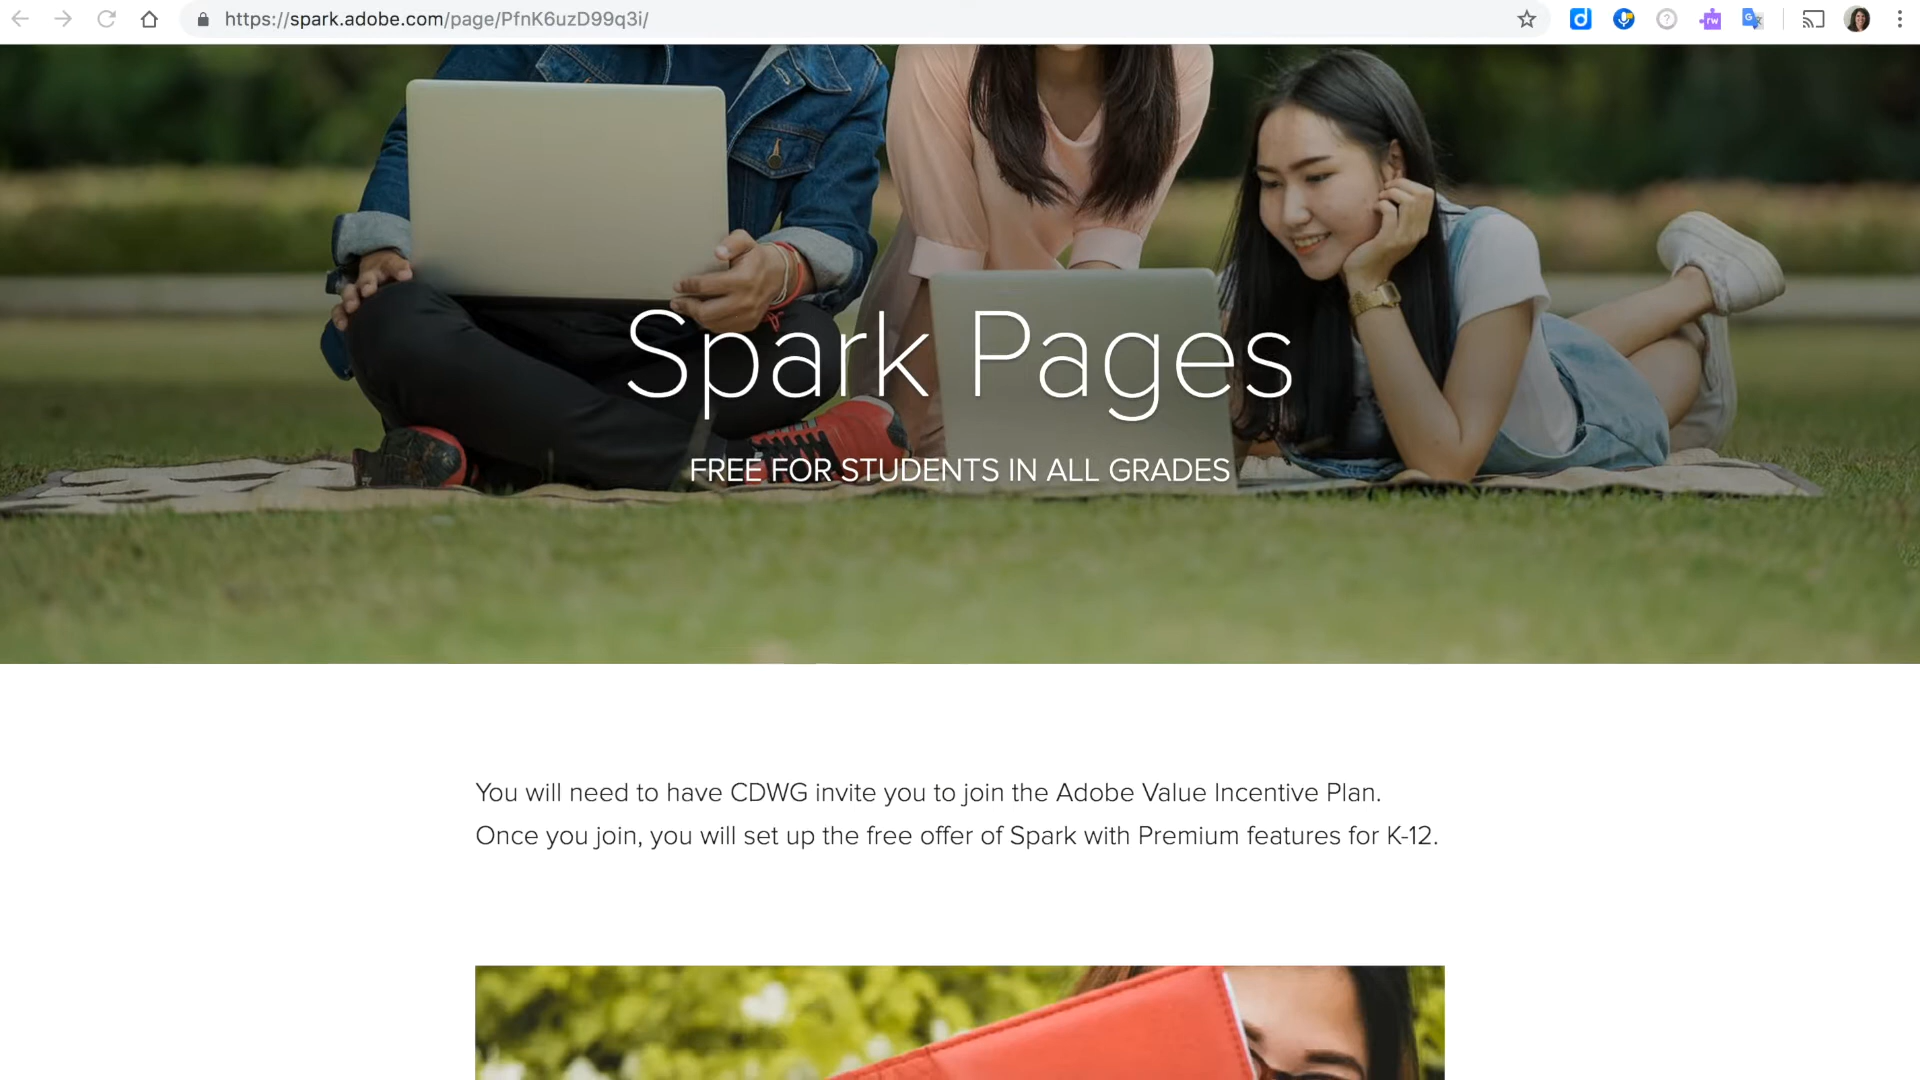 https://spark.adobe.com/page/PfnK6uzD99q3i/
Spark Pages
FREE FOR STUDENTS IN ALL GRADES
You will need to have CDWG invite you to join the Adobe Value Incentive Plan.
Once you join, you will set up the free offer of Spark with Premium features for K-12.